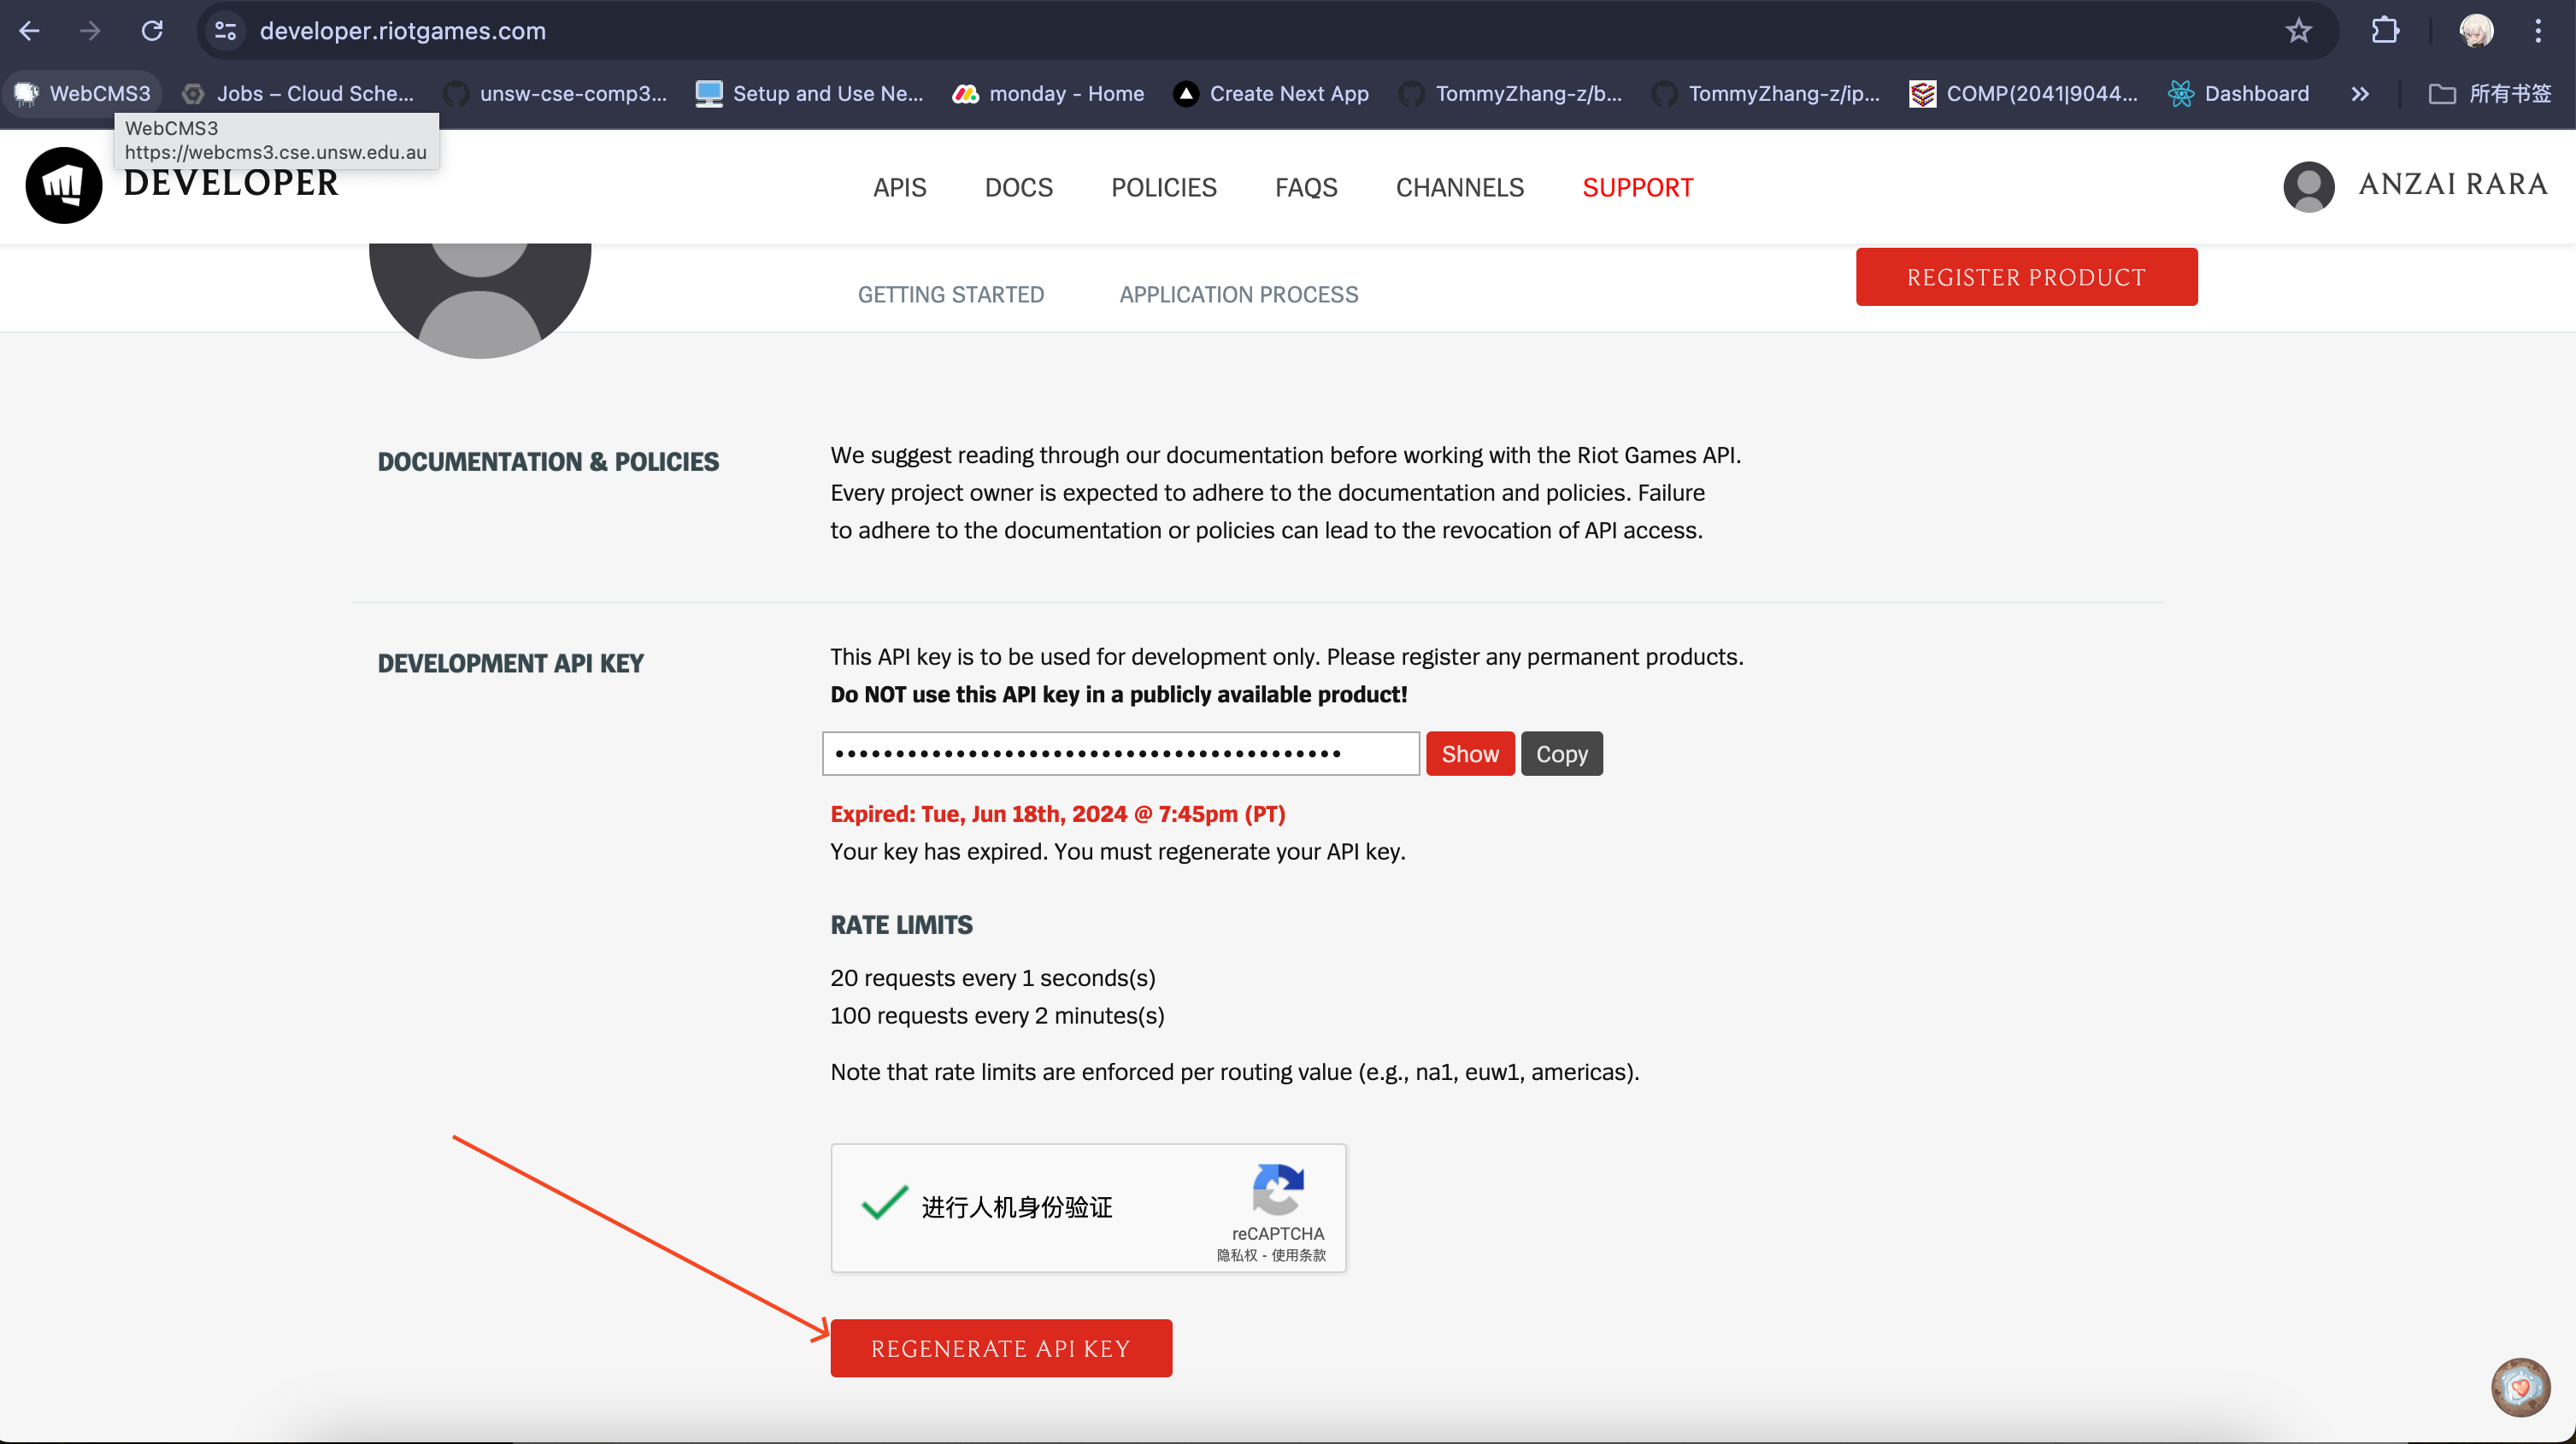 developer.riotgames.com
WebCMS3
Jobs – Cloud Sche...
unsw-cse-comp3...
Setup and Use Ne...
monday - Home
Create Next App
TommyZhang-z/b...
TommyZhang-z/ip...
COMP(2041|9044...
Dashboard
所有书签
WebCMS3
https://webcms3.cse.unsw.edu.au
DEVELOPER
APIS
DOCS
POLICIES
FAQS
CHANNELS
SUPPORT
ANZAI RARA
GETTING STARTED
APPLICATION PROCESS
REGISTER PRODUCT
DOCUMENTATION & POLICIES
We suggest reading through our documentation before working with the Riot Games API.
Every project owner is expected to adhere to the documentation and policies. Failure
to adhere to the documentation or policies can lead to the revocation of API access.
DEVELOPMENT API KEY
This API key is to be used for development only. Please register any permanent products.
Do NOT use this API key in a publicly available product!
Show
Copy
Expired: Tue, Jun 18th, 2024 @ 7:45pm (PT)
Your key has expired. You must regenerate your API key.
RATE LIMITS
20 requests every 1 seconds(s)
100 requests every 2 minutes(s)
Note that rate limits are enforced per routing value (e.g., na1, euw1, americas).
进行人机身份验证
reCAPTCHA
隐私权 - 使用条款
REGENERATE API KEY